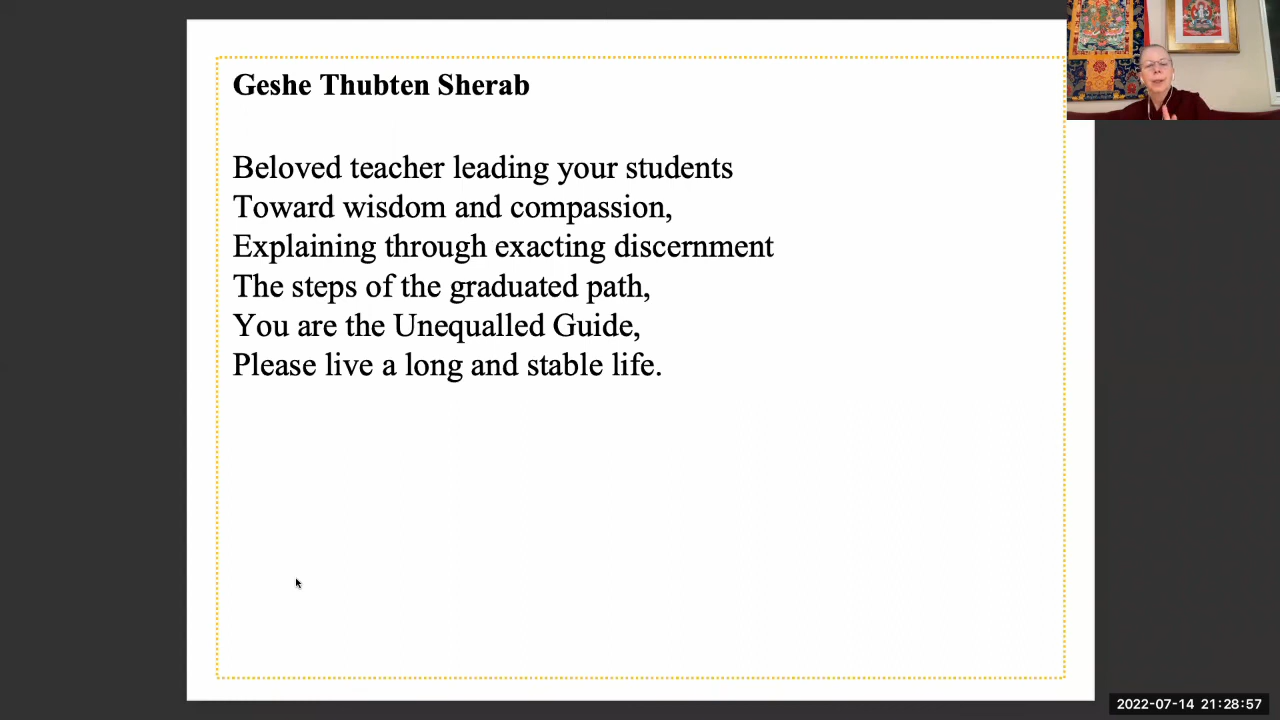 Geshe Thubten Sherab
Beloved teacher leading your students
Toward wisdom and compassion,
Explaining through exacting discernment
The steps of the graduated path,
You are the Unequalled Guide,
Please live a long and stable life.
2022-07-14 21:28:57